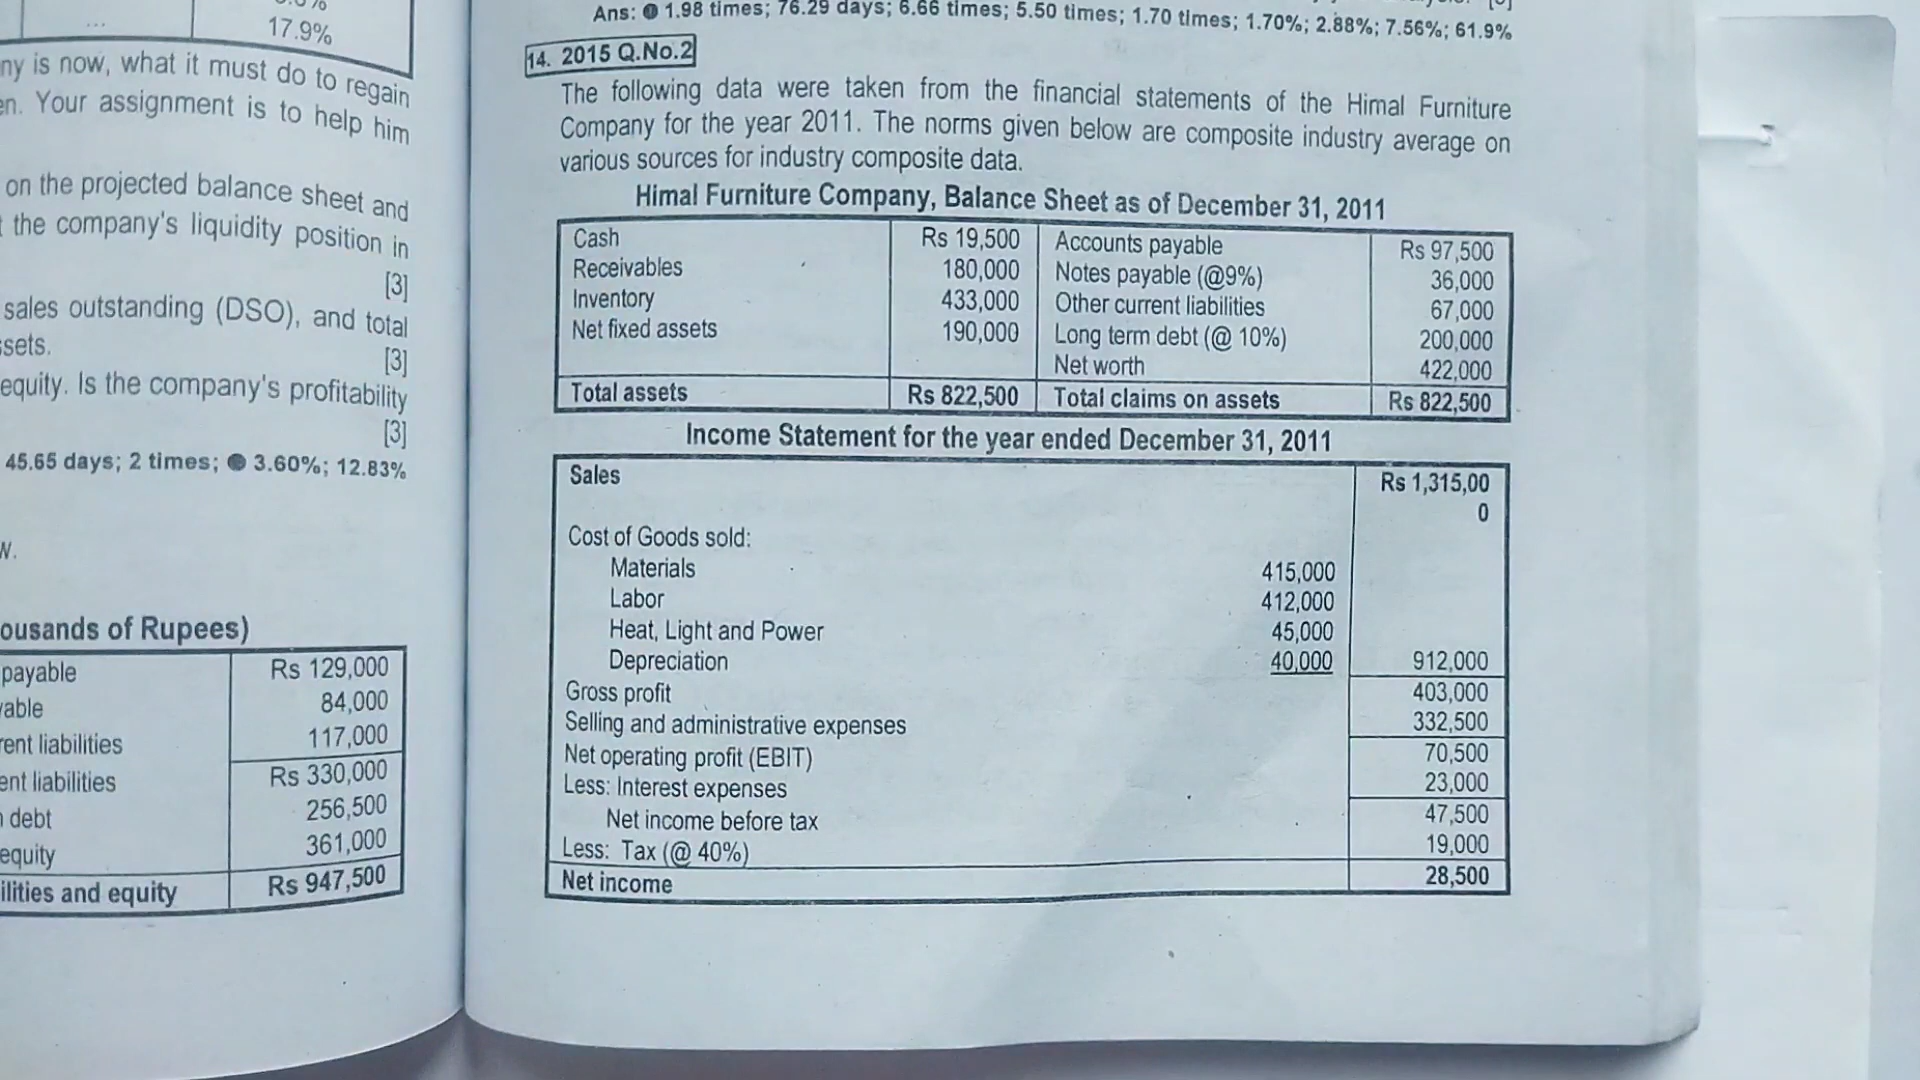 ...
17.9%
ny is now, what it must do to regain
en. Your assignment is to help him
on the projected balance sheet and
the company's liquidity position in
[3]
sales outstanding (DSO), and total
ssets.
[3]
equity. Is the company's profitability
[3]
45.65 days; 2 times; 3.60%; 12.83%
w.
ousands of Rupees)
payable Rs 129,000
able 84,000
rent liabilities 117,000
ent liabilities Rs 330,000
debt 256,500
equity 361,000
ilities and equity Rs 947,500
Ans: 1.98 times; 76.29 days; 6.66 times; 5.50 times; 1.70 times; 1.70%; 2.88%; 7.56%; 61.9%
14. 2015 Q.No.2
The following data were taken from the financial statements of the Himal Furniture
Company for the year 2011. The norms given below are composite industry average on
various sources for industry composite data.
Himal Furniture Company, Balance Sheet as of December 31, 2011
Cash Rs 19,500 Accounts payable Rs 97,500
Receivables 180,000 Notes payable (@9%) 36,000
Inventory 433,000 Other current liabilities 67,000
Net fixed assets 190,000 Long term debt (@ 10%) 200,000
Net worth 422,000
Total assets Rs 822,500 Total claims on assets Rs 822,500
Income Statement for the year ended December 31, 2011
Sales Rs 1,315,00
0
Cost of Goods sold:
Materials 415,000
Labor 412,000
Heat, Light and Power 45,000
Depreciation 40,000 912,000
Gross profit 403,000
Selling and administrative expenses 332,500
Net operating profit (EBIT) 70,500
Less: Interest expenses 23,000
Net income before tax 47,500
Less: Tax (@ 40%) 19,000
Net income 28,500